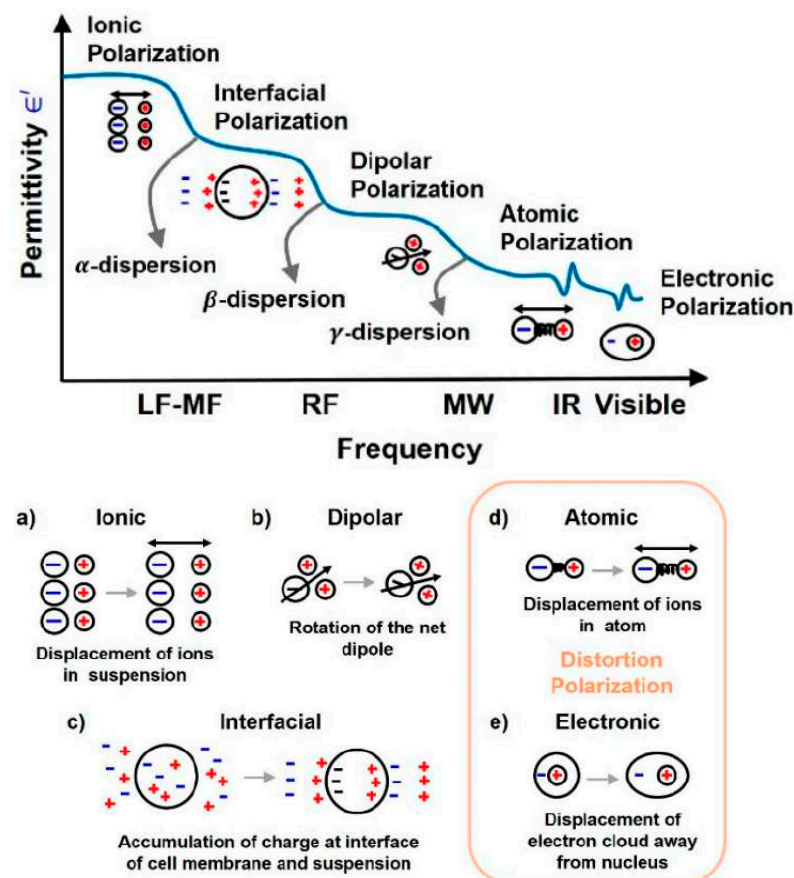 Ionic
Polarization
Interfacial
Polarization
Dipolar
Polarization
Atomic
Polarization
Electronic
Polarization
Permittivity ϵ'
α-dispersion
β-dispersion
γ-dispersion
LF-MF RF MW IR Visible
Frequency
a) Ionic
Displacement of ions
in suspension
b) Dipolar
Rotation of the net
dipole
c) Interfacial
Accumulation of charge at interface
of cell membrane and suspension
d) Atomic
Displacement of ions
in atom
Distortion
Polarization
e) Electronic
Displacement of
electron cloud away
from nucleus